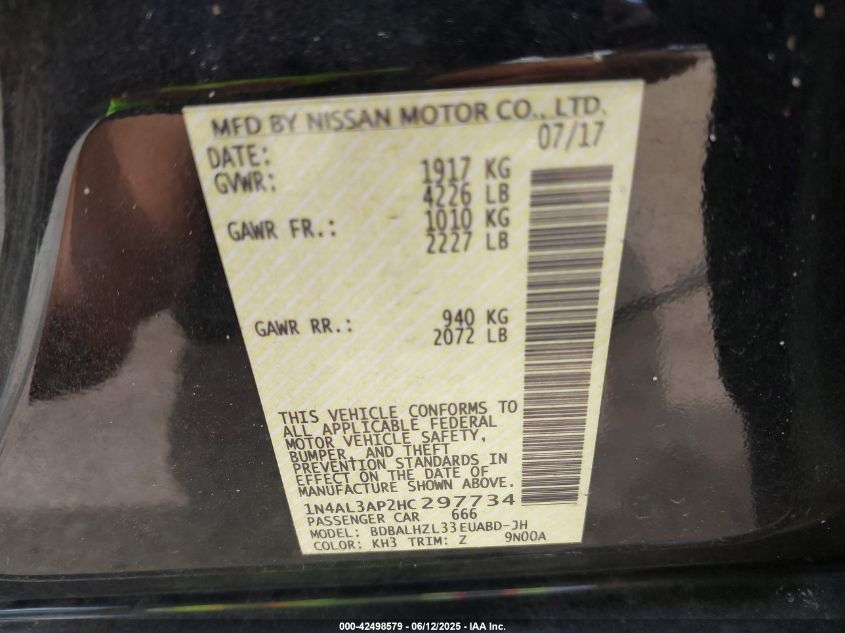 MFD BY NISSAN MOTOR CO., LTD.
DATE: 07/17
GVWR: 1917 KG
4226 LB
GAWR FR.: 1010 KG
2227 LB
GAWR RR.: 940 KG
2072 LB
THIS VEHICLE CONFORMS TO
ALL APPLICABLE FEDERAL
MOTOR VEHICLE SAFETY,
BUMPER, AND THEFT
PREVENTION STANDARDS IN
EFFECT ON THE DATE OF
MANUFACTURE SHOWN ABOVE.
1N4AL3AP2HC297734
PASSENGER CAR 666
MODEL: BDBALHZL33EUABD-JH
COLOR: KH3 TRIM: Z 9N00A
000-42498579 - 06/12/2025 - IAA Inc.